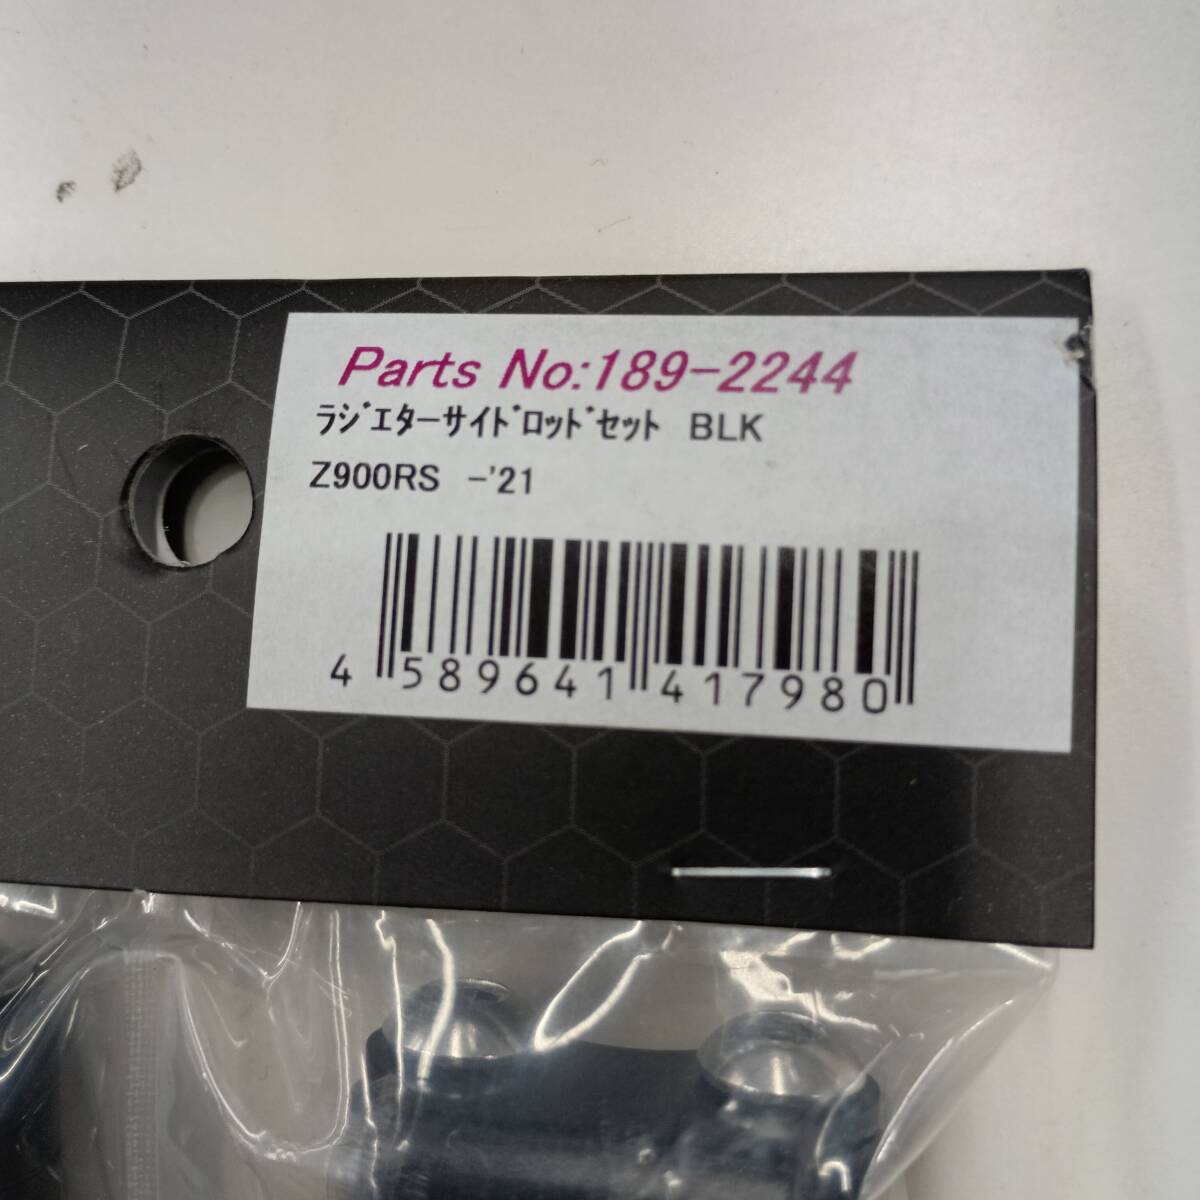 Parts No:189-2244
ﾗｼﾞｴﾀｰｻｲﾄﾞﾛｯﾄﾞｾｯﾄ BLK
Z900RS -'21
4 589641 417980